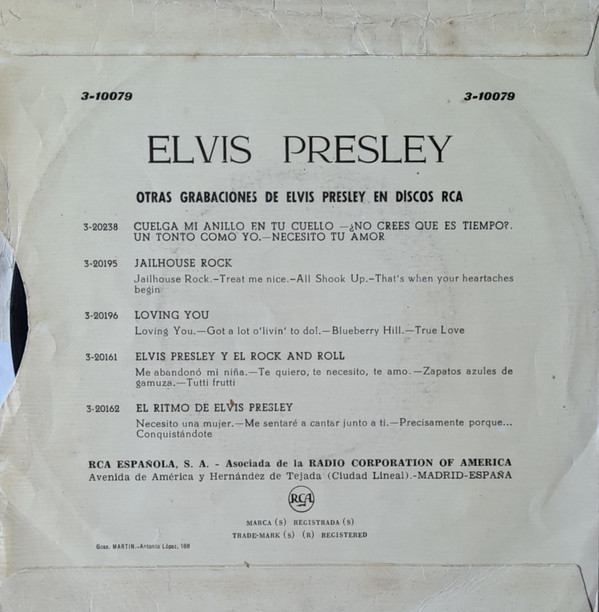 3-10079 3-10079
ELVIS PRESLEY
OTRAS GRABACIONES DE ELVIS PRESLEY EN DISCOS RCA
3-20238 CUELGA MI ANILLO EN TU CUELLO —¿NO CREES QUE ES TIEMPO?.
UN TONTO COMO YO.—NECESITO TU AMOR
3-20195 JAILHOUSE ROCK
Jailhouse Rock.-Treat me nice.-All Shook Up.-That's when your heartaches
begin
3-20196 LOVING YOU
Loving You.—Got a lot o'livin' to do!.—Blueberry Hill.—True Love
3-20161 ELVIS PRESLEY Y EL ROCK AND ROLL
Me abandonó mi niña.—Te quiero, te necesito, te amo.—Zapatos azules de
gamuza.—Tutti frutti
3-20162 EL RITMO DE ELVIS PRESLEY
Necesito una mujer.—Me sentaré a cantar junto a ti.—Precisamente porque...
Conquistándote
RCA ESPAÑOLA, S. A. - Asociada de la RADIO CORPORATION OF AMERICA
Avenida de América y Hernández de Tejada (Ciudad Lineal).-MADRID-ESPAÑA
RCA
MARCA (S) REGISTRADA (S)
TRADE-MARK (S) (R) REGISTERED
Goss. MARTIN.-Antonio López, 168